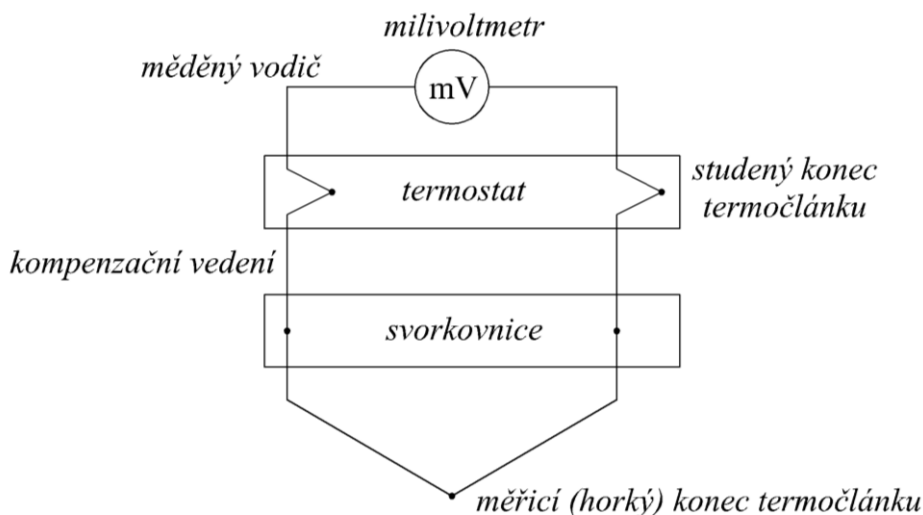 milivoltmetr
měděný vodič
mV
termostat
studený konec
termočlánku
kompenzační vedení
svorkovnice
měřicí (horký) konec termočlánku